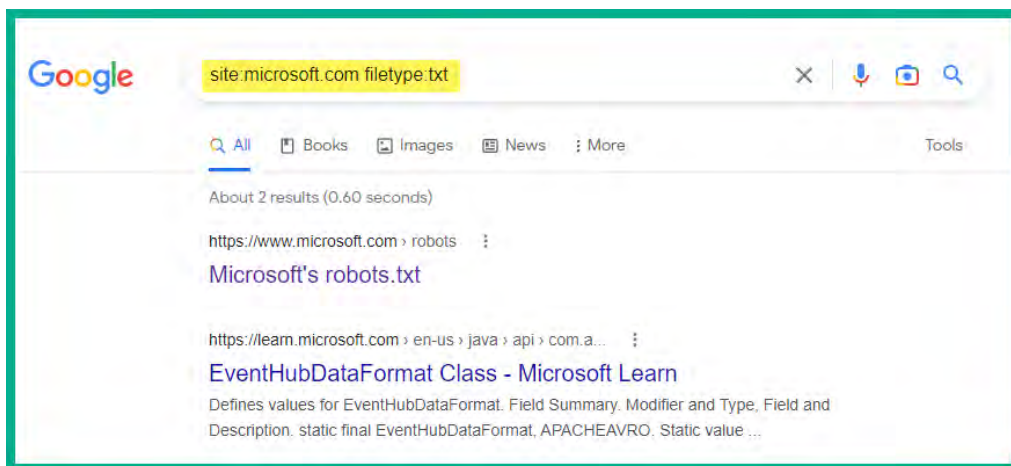 Google
site:microsoft.com filetype:txt
All Books Images News More Tools
About 2 results (0.60 seconds)
https://www.microsoft.com › robots
Microsoft's robots.txt
https://learn.microsoft.com › en-us › java › api › com.a...
EventHubDataFormat Class - Microsoft Learn
Defines values for EventHubDataFormat. Field Summary. Modifier and Type, Field and
Description. static final EventHubDataFormat, APACHEAVRO. Static value ...